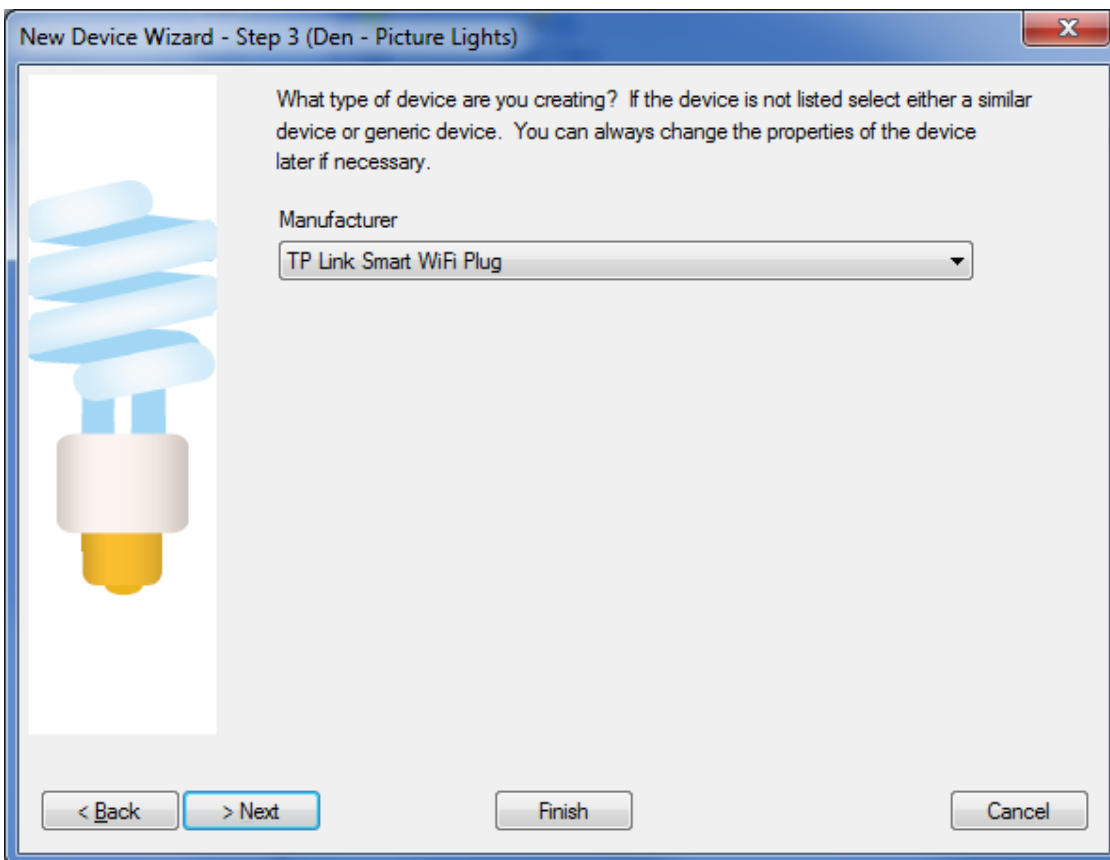 New Device Wizard - Step 3 (Den - Picture Lights)
What type of device are you creating?  If the device is not listed select either a similar
device or generic device.  You can always change the properties of the device
later if necessary.
Manufacturer
TP Link Smart WiFi Plug
< Back
> Next
Finish
Cancel